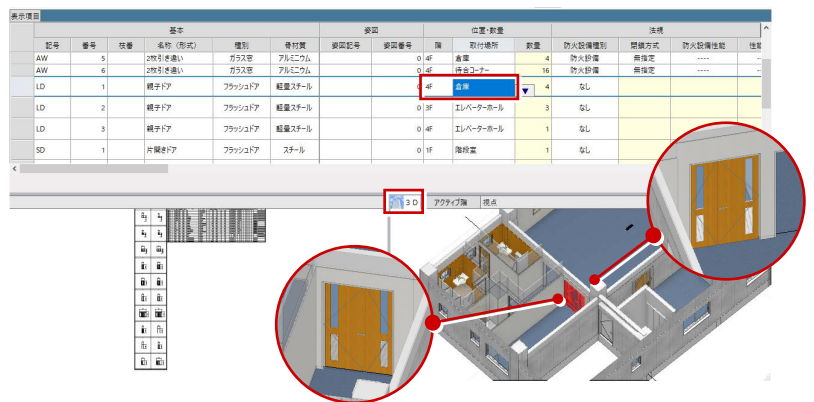 表示項目
基本 姿図 位置・数量 法規
記号 番号 枝番 名称（形式） 種別 骨材質 姿図記号 姿図番号 階 取付場所 数量 防火設備種別 閉鎖方式 防火設備性能
AW 5 2枚引き違い ガラス窓 アルミニウム 0 4F 倉庫 4 防火設備 無指定 ----
AW 6 2枚引き違い ガラス窓 アルミニウム 0 4F 待合コーナー 16 防火設備 無指定 ----
LD 1 親子ドア フラッシュドア 軽量スチール 0 4F 倉庫 4 なし
LD 2 親子ドア フラッシュドア 軽量スチール 0 3F エレベーターホール 3 なし
LD 3 親子ドア フラッシュドア 軽量スチール 0 4F エレベーターホール 1 なし
SD 1 片開きドア フラッシュドア スチール 0 1F 階段室 1 なし
3D アクティブ階 視点